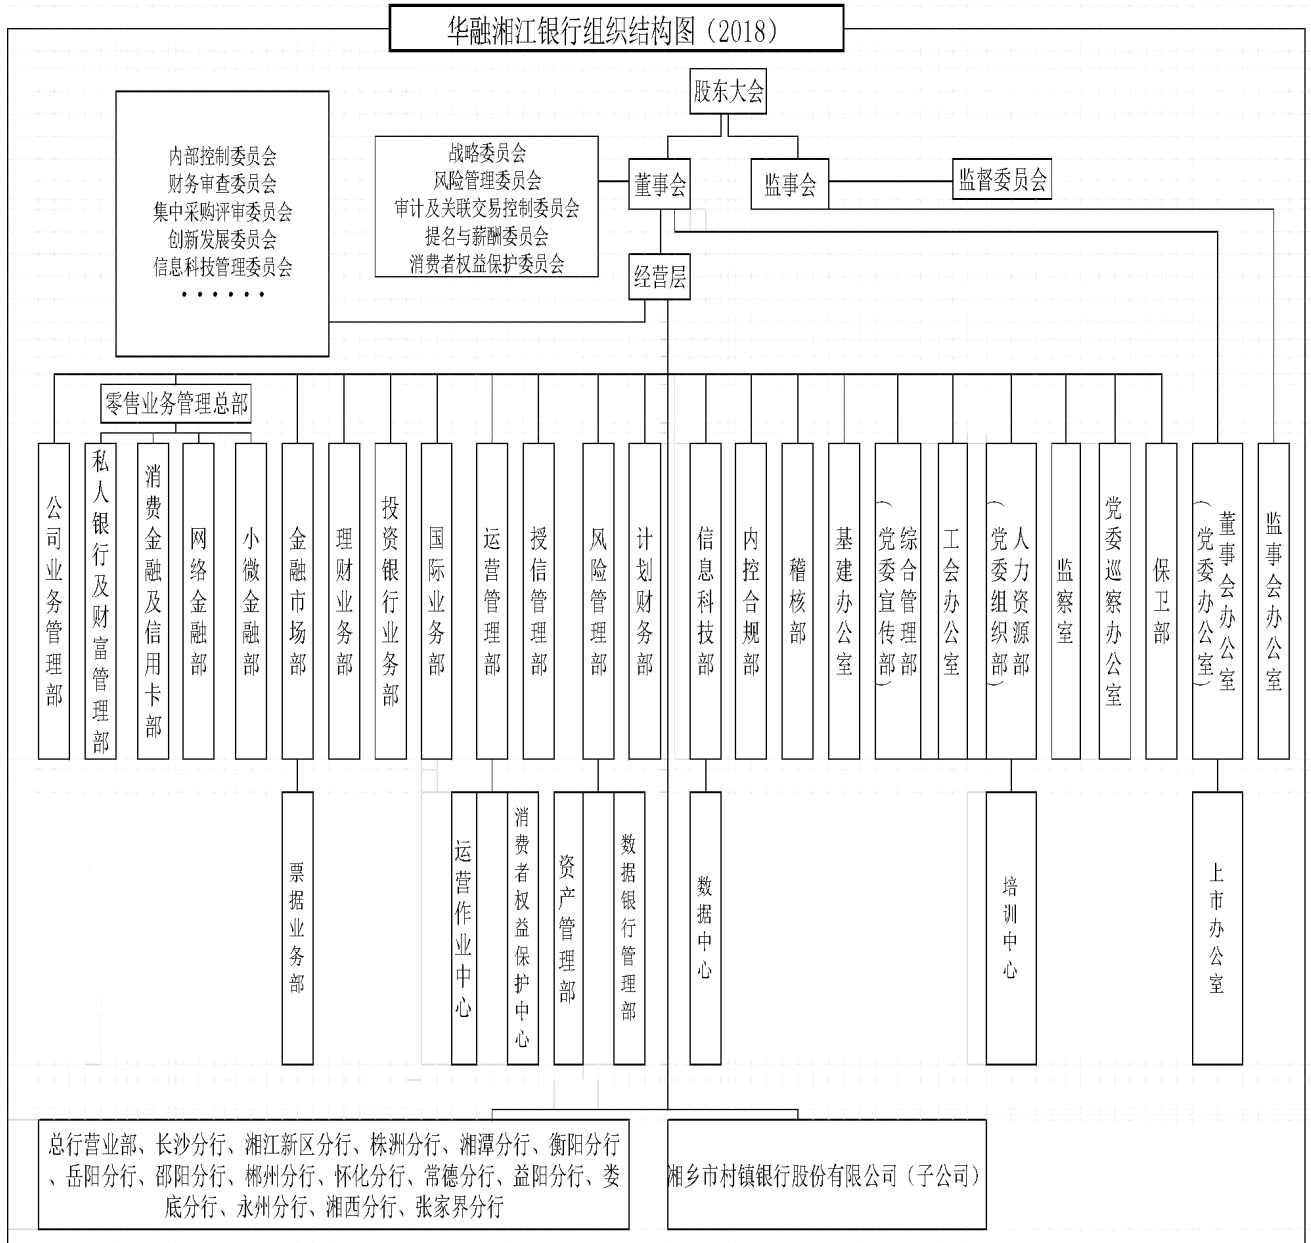 华融湘江银行组织结构图（2018）
股东大会
内部控制委员会
财务审查委员会
集中采购评审委员会
创新发展委员会
信息科技管理委员会
······
战略委员会
风险管理委员会
审计及关联交易控制委员会
提名与薪酬委员会
消费者权益保护委员会
董事会
监事会
监督委员会
经营层
零售业务管理总部
公司业务管理部
私人银行及财富管理部
消费金融及信用卡部
网络金融部
小微金融部
金融市场部
理财业务部
投资银行业务部
国际业务部
运营管理部
授信管理部
风险管理部
计划财务部
信息科技部
内控合规部
稽核部
基建办公室
综合管理部
（党委宣传部）
工会办公室
人力资源部
（党委组织部）
监察室
党委巡察办公室
保卫部
董事会办公室
（党委办公室）
监事会办公室
票据业务部
运营作业中心
消费者权益保护中心
资产管理部
数据银行管理部
数据中心
培训中心
上市办公室
总行营业部、长沙分行、湘江新区分行、株洲分行、湘潭分行、衡阳分行
、岳阳分行、邵阳分行、郴州分行、怀化分行、常德分行、益阳分行、娄
底分行、永州分行、湘西分行、张家界分行
湘乡市村镇银行股份有限公司（子公司）